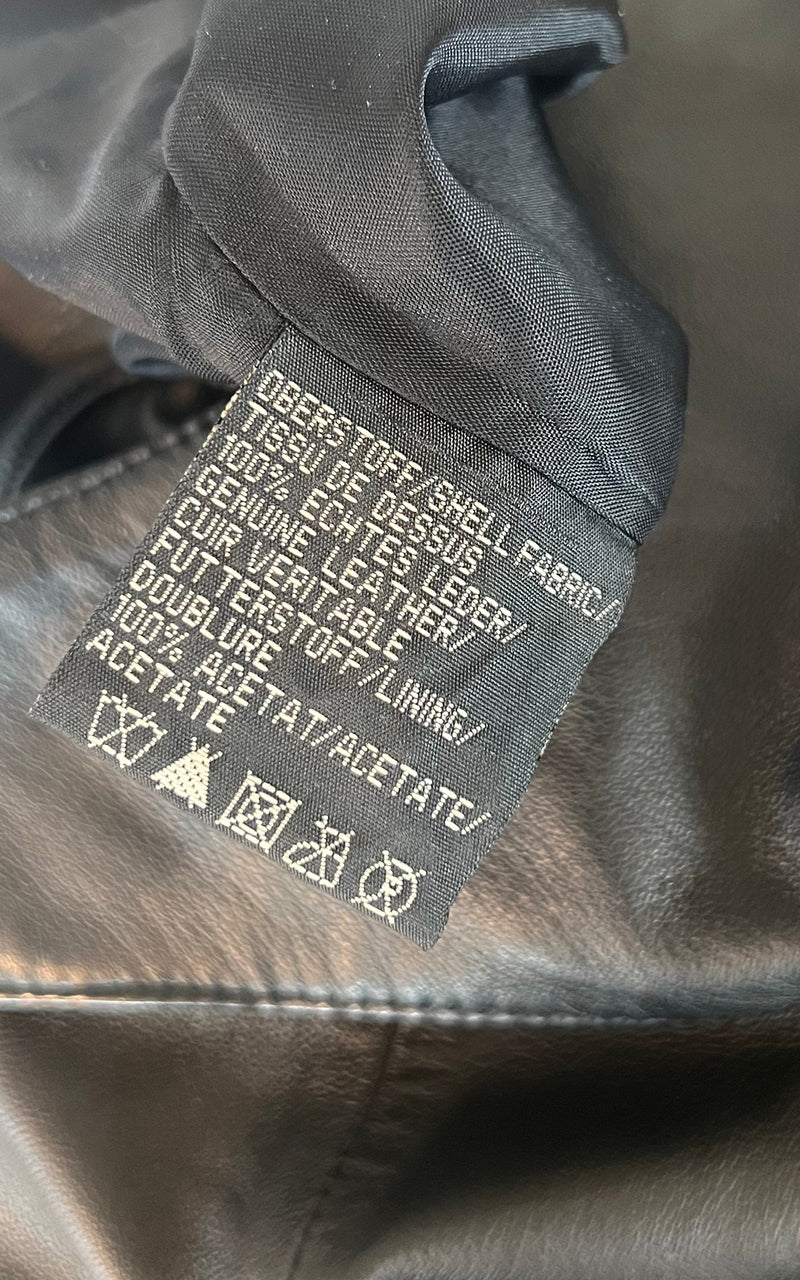 OBERSTOFF/SHELL FABRIC/
TISSU DE DESSUS
100% ECHTES LEDER/
GENUINE LEATHER/
CUIR VERITABLE
FUTTERSTOFF/LINING/
DOUBLURE
100% ACETAT/ACETATE/
ACETATE
P